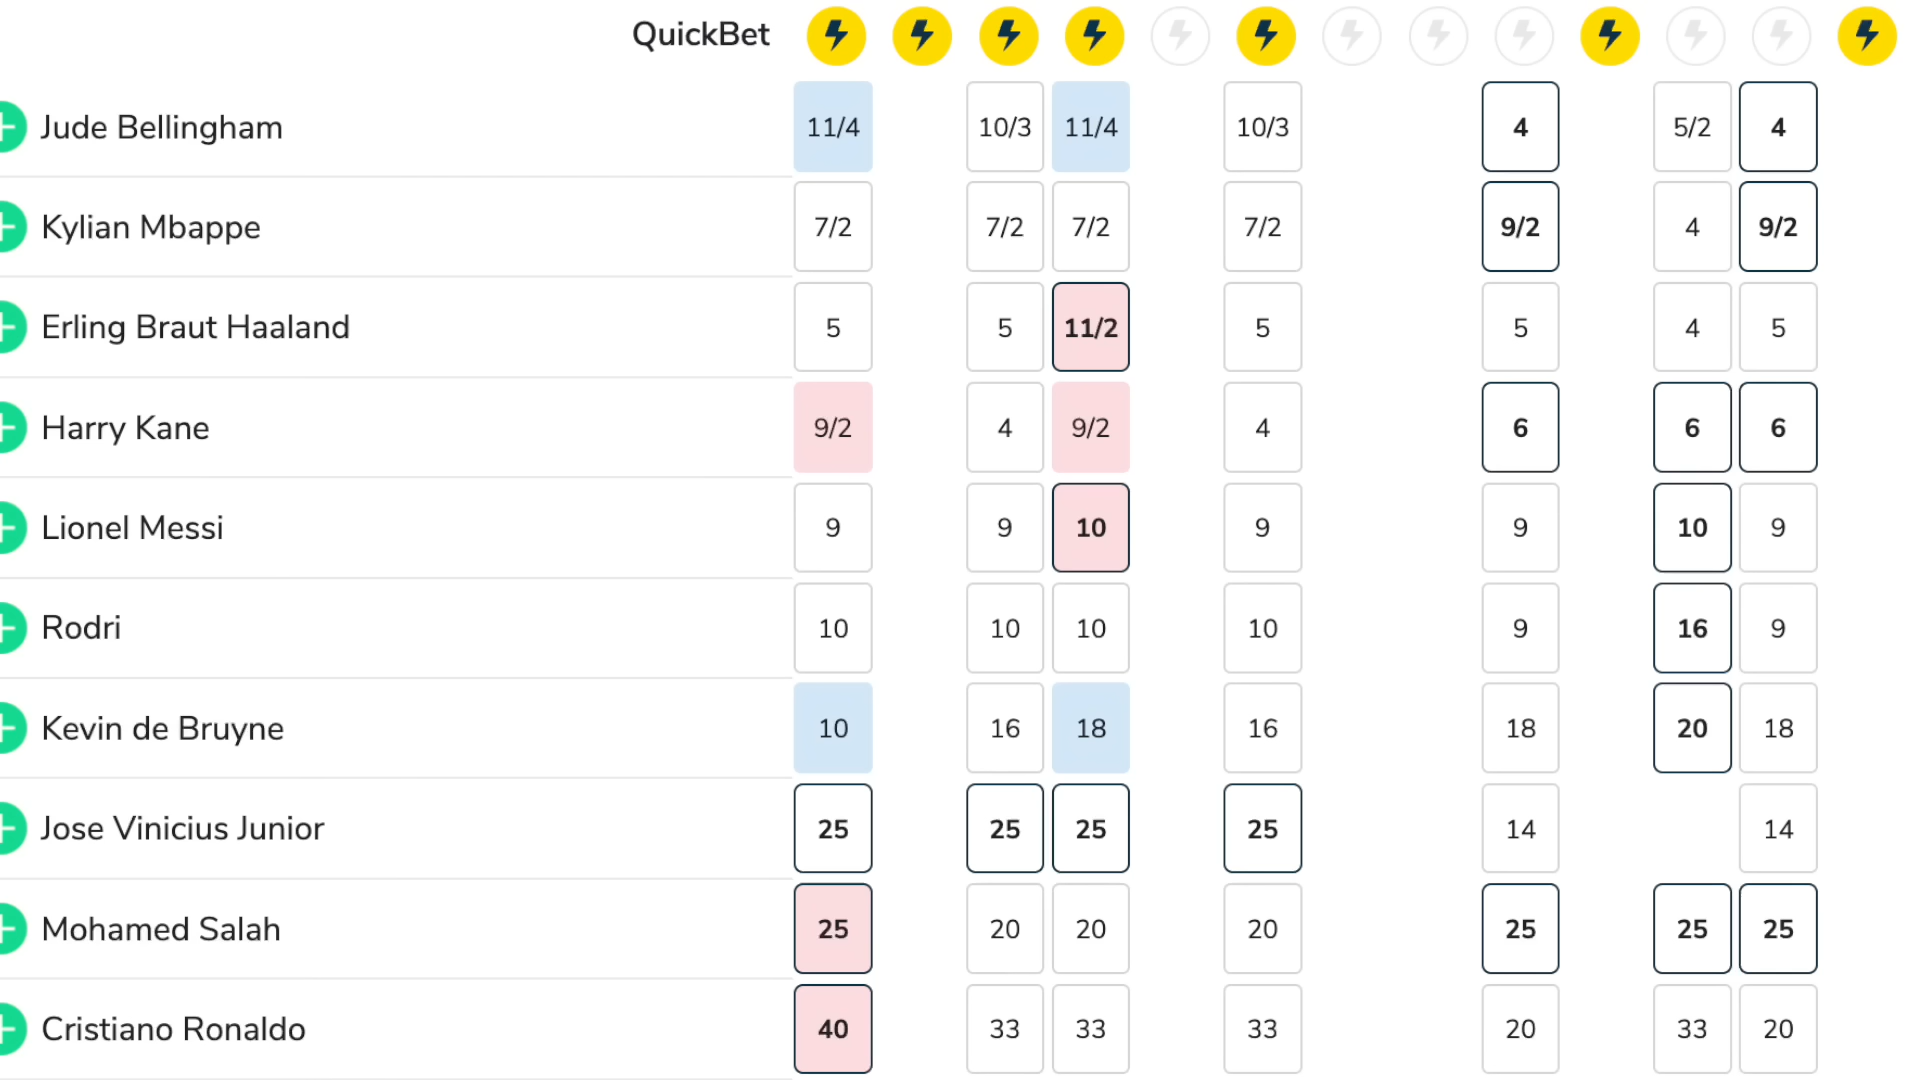 QuickBet
Jude Bellingham 11/4 10/3 11/4 10/3 4 5/2 4
Kylian Mbappe 7/2 7/2 7/2 7/2 9/2 4 9/2
Erling Braut Haaland 5 5 11/2 5 5 4 5
Harry Kane 9/2 4 9/2 4 6 6 6
Lionel Messi 9 9 10 9 9 10 9
Rodri 10 10 10 10 9 16 9
Kevin de Bruyne 10 16 18 16 18 20 18
Jose Vinicius Junior 25 25 25 25 14 14
Mohamed Salah 25 20 20 20 25 25 25
Cristiano Ronaldo 40 33 33 33 20 33 20